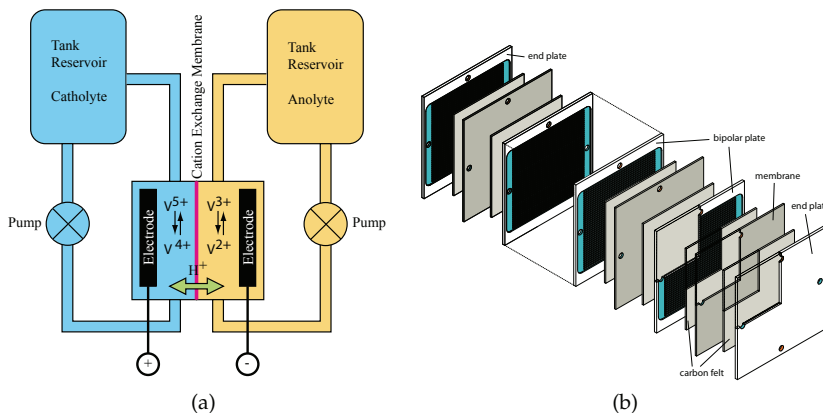 Tank
Reservoir
Catholyte
Cation Exchange Membrane
Tank
Reservoir
Anolyte
Pump
Electrode
V5+
V4+
V3+
V2+
H+
Electrode
Pump
+
-
(a)
end plate
bipolar plate
membrane
end plate
carbon felt
(b)